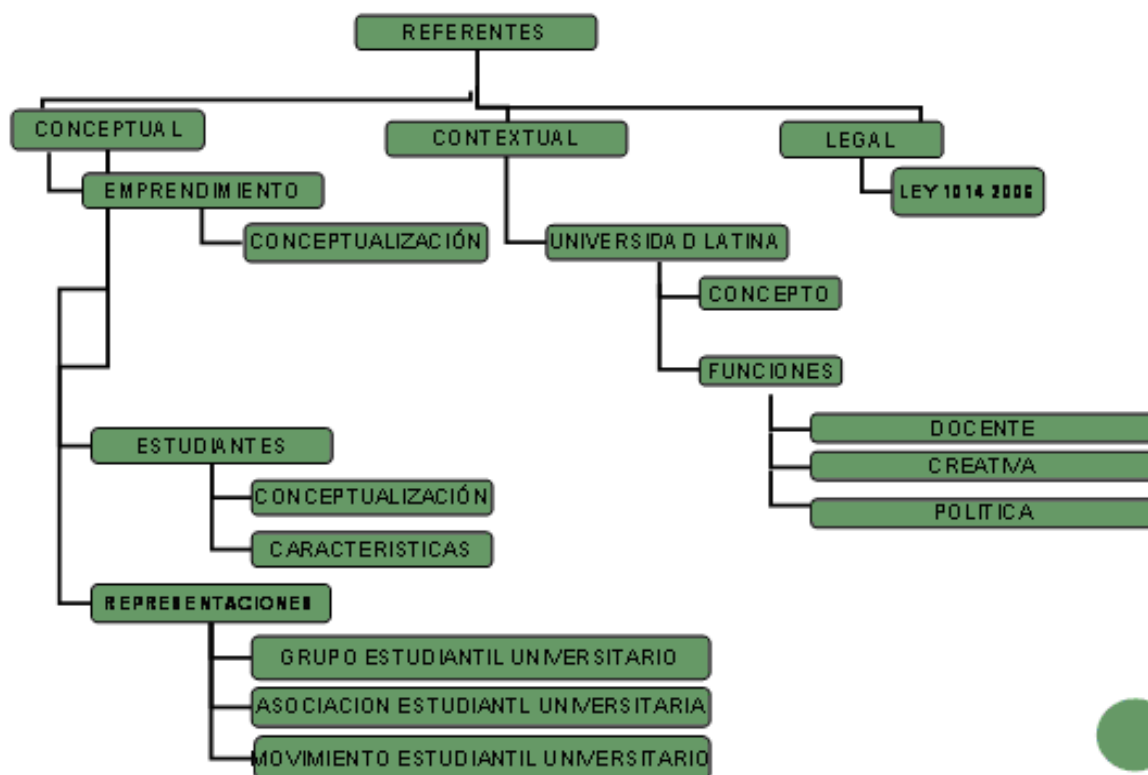 REFERENTES
CONCEPTUAL
CONTEXTUAL
LEGAL
EMPRENDIMIENTO
LEY 1014 2006
CONCEPTUALIZACIÓN
UNIVERSIDAD LATINA
CONCEPTO
FUNCIONES
DOCENTE
CREATIVA
POLITICA
ESTUDIANTES
CONCEPTUALIZACIÓN
CARACTERISTICAS
REPRESENTACIONES
GRUPO ESTUDIANTIL UNIVERSITARIO
ASOCIACION ESTUDIANTL UNIVERSITARIA
MOVIMIENTO ESTUDIANTIL UNIVERSITARIO